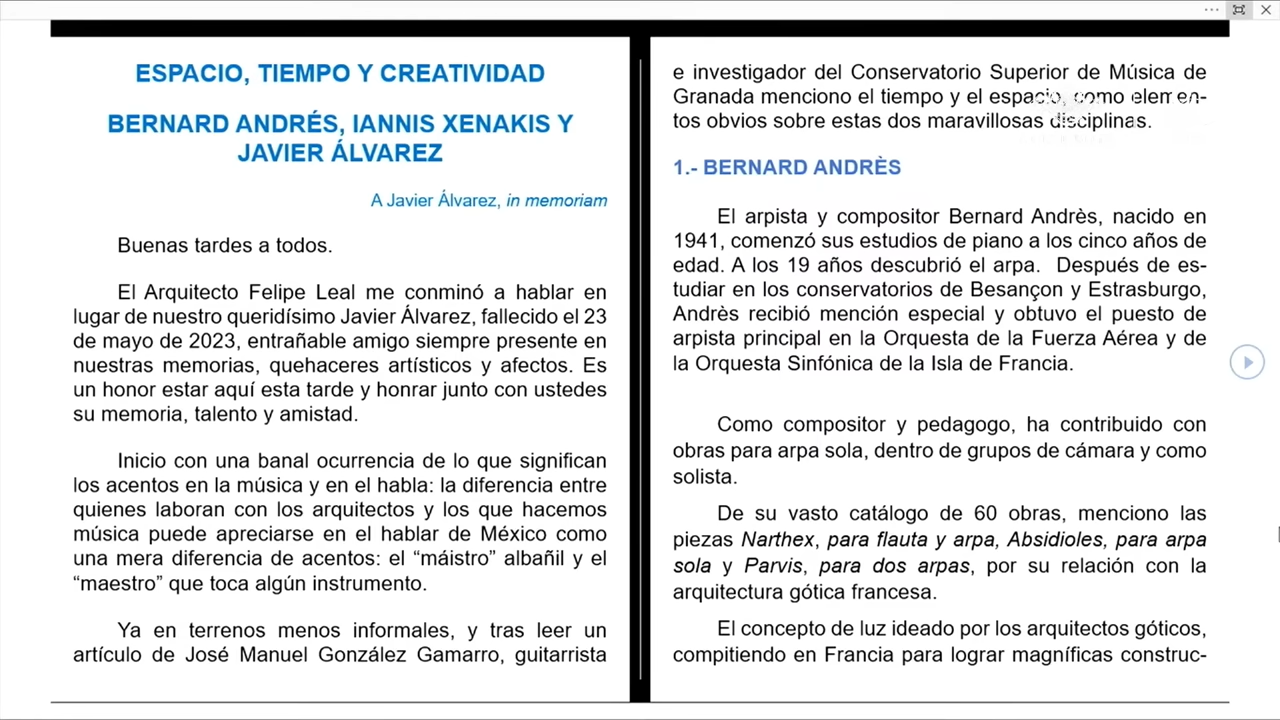 ESPACIO, TIEMPO Y CREATIVIDAD
BERNARD ANDRÉS, IANNIS XENAKIS Y
JAVIER ÁLVAREZ
A Javier Álvarez, in memoriam
Buenas tardes a todos.
El Arquitecto Felipe Leal me conminó a hablar en
lugar de nuestro queridísimo Javier Álvarez, fallecido el 23
de mayo de 2023, entrañable amigo siempre presente en
nuestras memorias, quehaceres artísticos y afectos. Es
un honor estar aquí esta tarde y honrar junto con ustedes
su memoria, talento y amistad.
Inicio con una banal ocurrencia de lo que significan
los acentos en la música y en el habla: la diferencia entre
quienes laboran con los arquitectos y los que hacemos
música puede apreciarse en el hablar de México como
una mera diferencia de acentos: el “máistro” albañil y el
“maestro” que toca algún instrumento.
Ya en terrenos menos informales, y tras leer un
artículo de José Manuel González Gamarro, guitarrista
e investigador del Conservatorio Superior de Música de
Granada menciono el tiempo y el espacio, como elemen-
tos obvios sobre estas dos maravillosas disciplinas.
1.- BERNARD ANDRÈS
El arpista y compositor Bernard Andrès, nacido en
1941, comenzó sus estudios de piano a los cinco años de
edad. A los 19 años descubrió el arpa. Después de es-
tudiar en los conservatorios de Besançon y Estrasburgo,
Andrès recibió mención especial y obtuvo el puesto de
arpista principal en la Orquesta de la Fuerza Aérea y de
la Orquesta Sinfónica de la Isla de Francia.
Como compositor y pedagogo, ha contribuido con
obras para arpa sola, dentro de grupos de cámara y como
solista.
De su vasto catálogo de 60 obras, menciono las
piezas Narthex, para flauta y arpa, Absidioles, para arpa
sola y Parvis, para dos arpas, por su relación con la
arquitectura gótica francesa.
El concepto de luz ideado por los arquitectos góticos,
compitiendo en Francia para lograr magníficas construc-